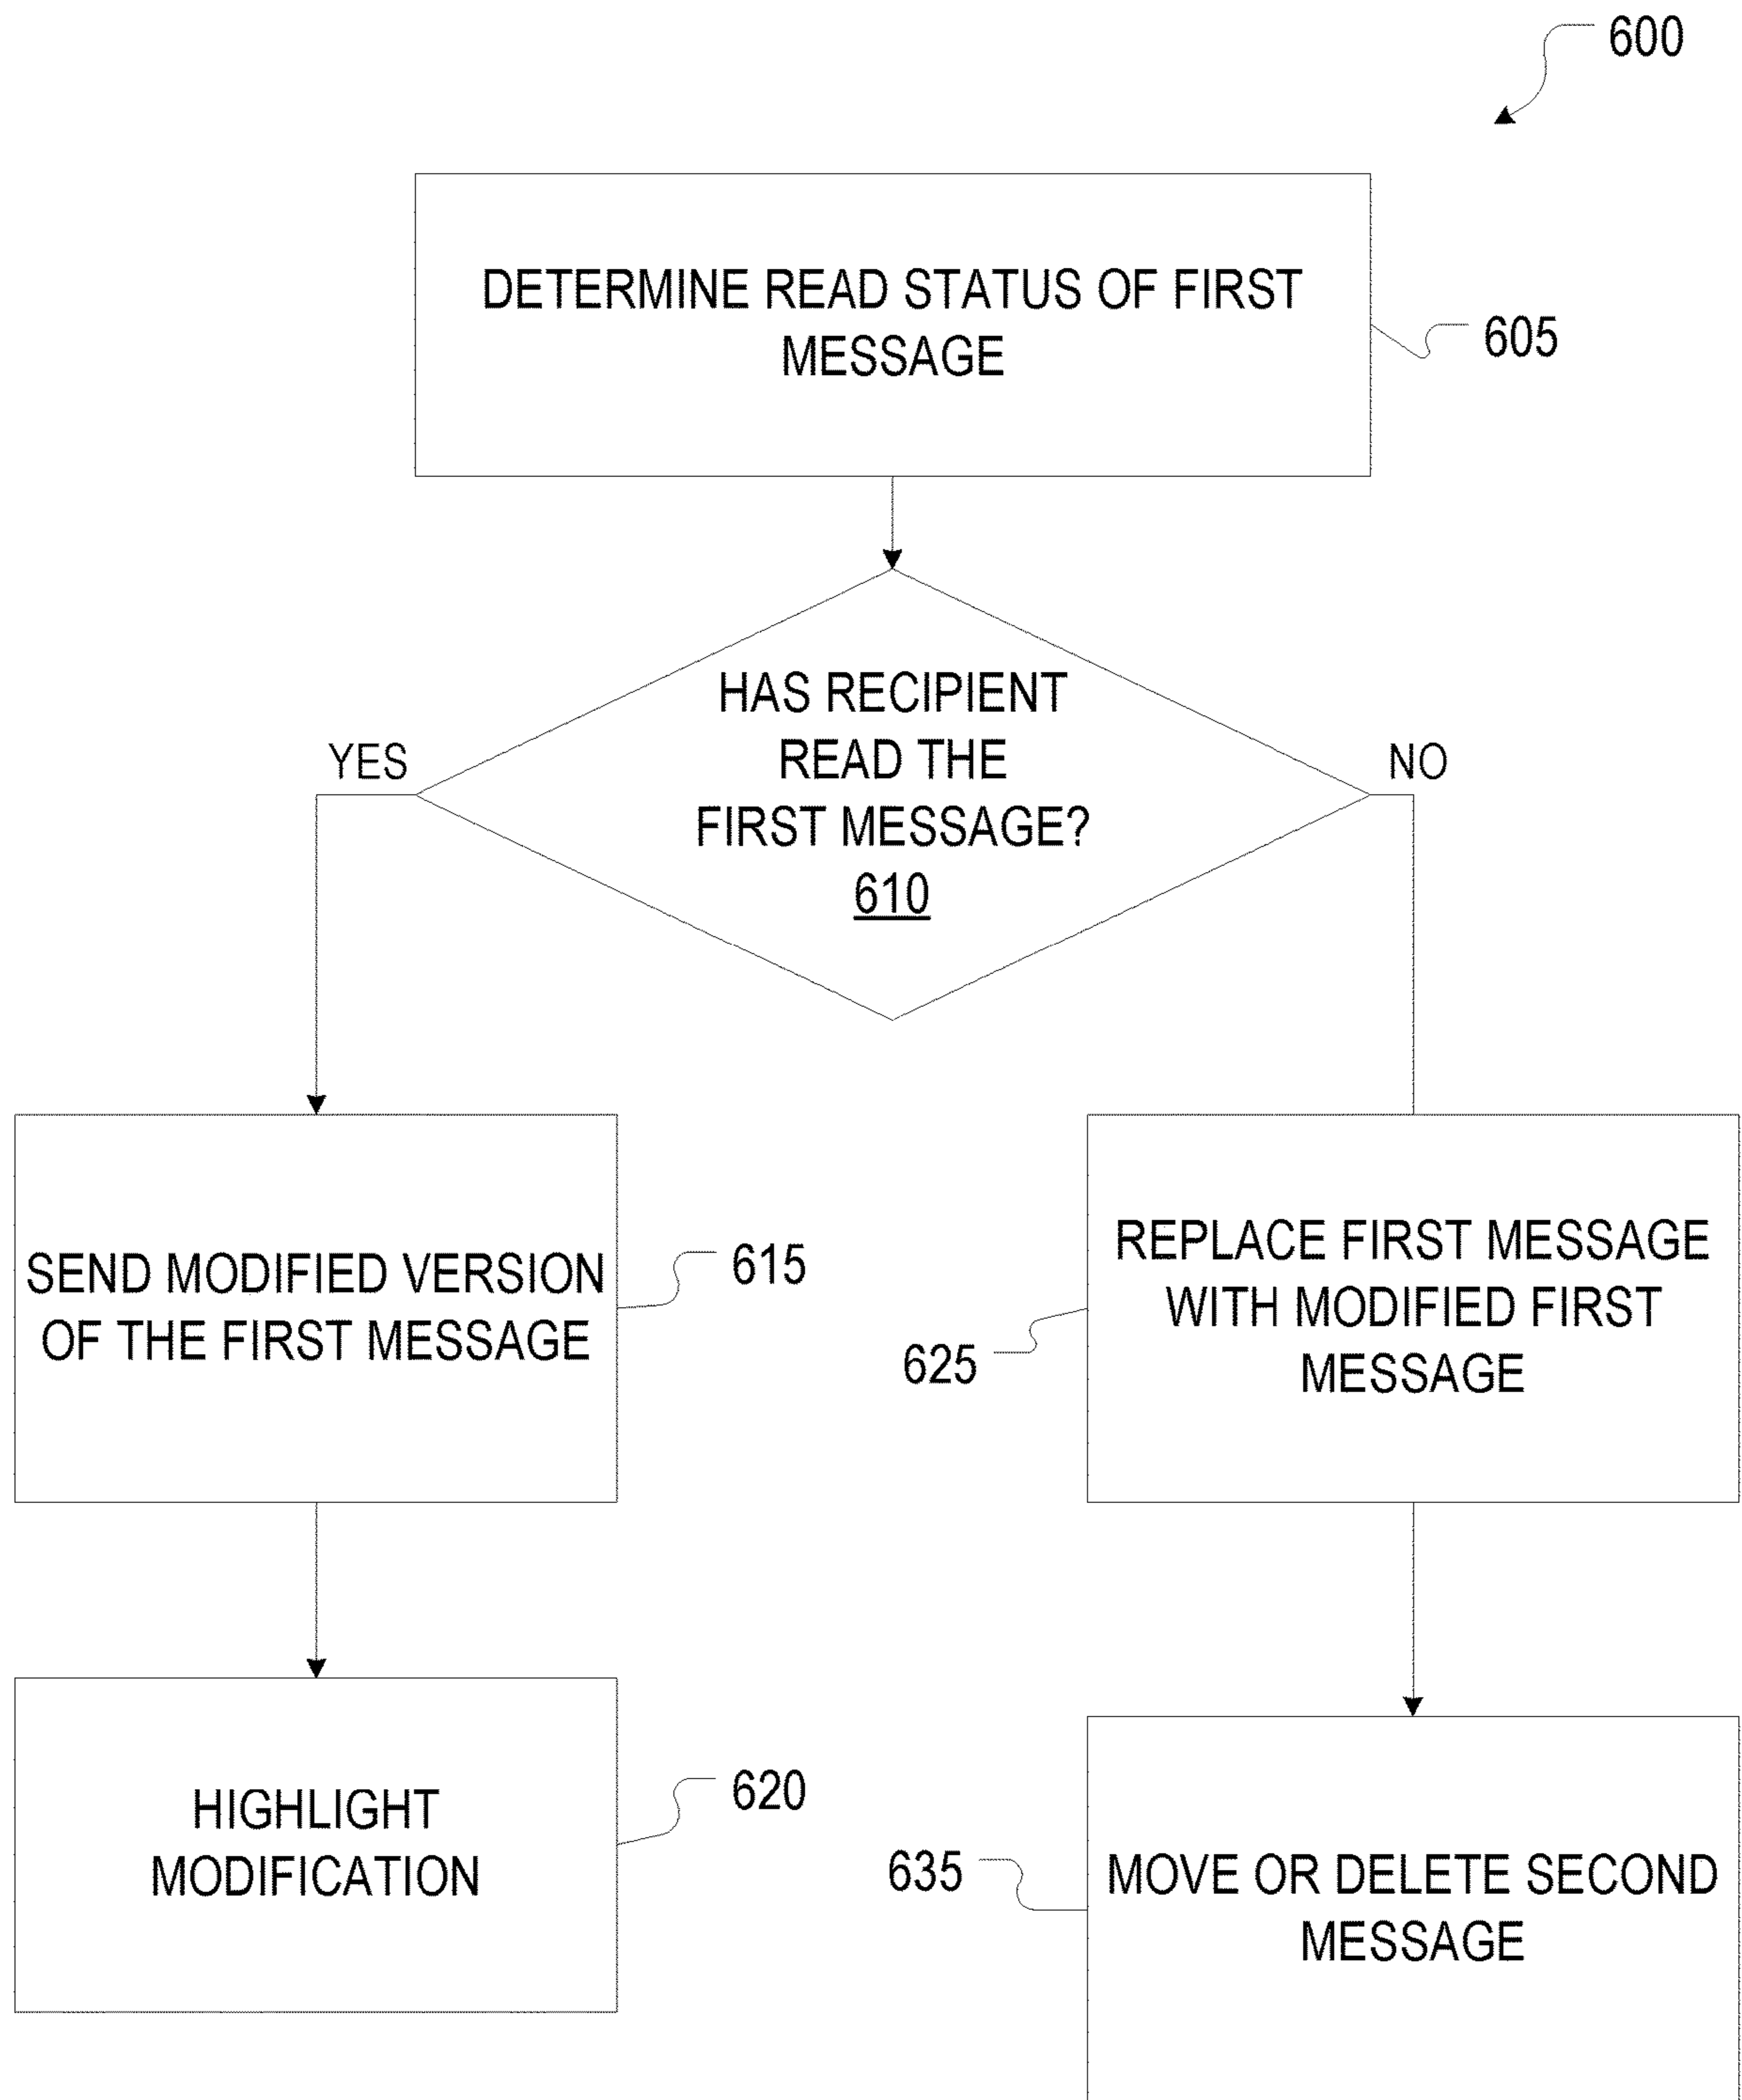 600
DETERMINE READ STATUS OF FIRST
MESSAGE
605
HAS RECIPIENT
READ THE
FIRST MESSAGE?
610
YES
NO
SEND MODIFIED VERSION
OF THE FIRST MESSAGE
615
REPLACE FIRST MESSAGE
WITH MODIFIED FIRST
MESSAGE
625
HIGHLIGHT
MODIFICATION
620
MOVE OR DELETE SECOND
MESSAGE
635